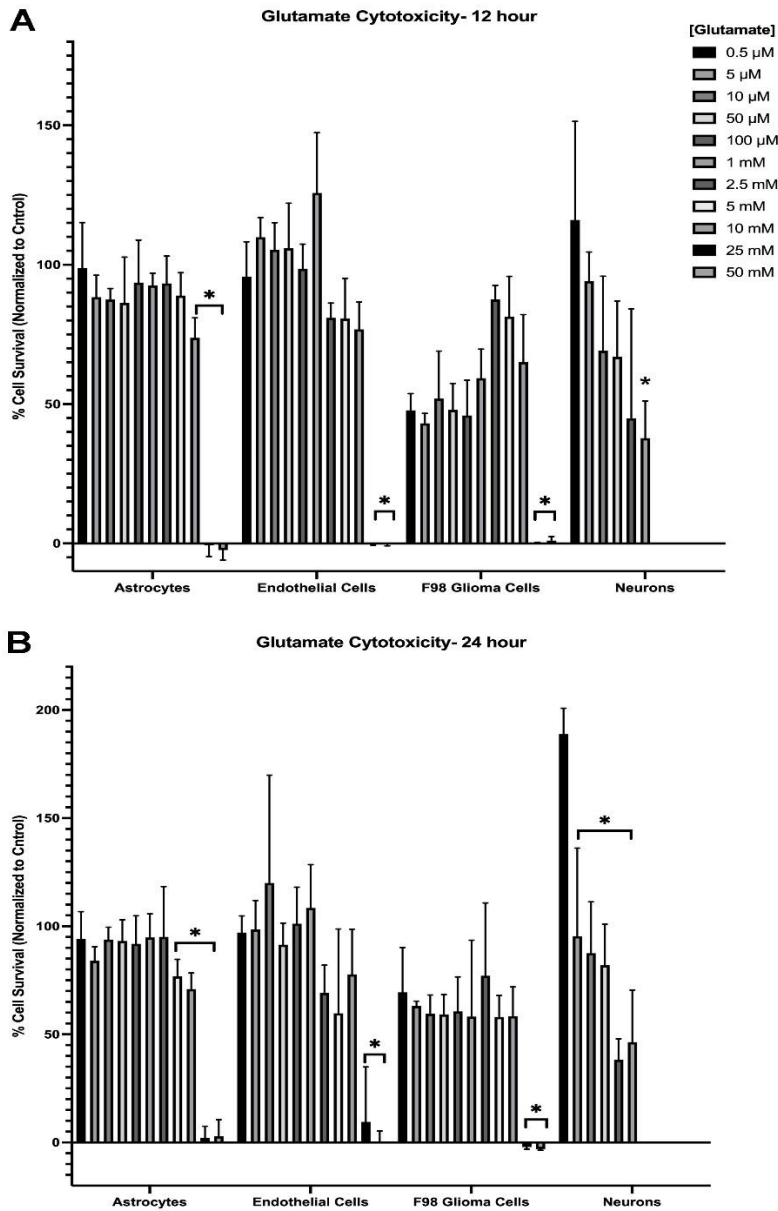 A
Glutamate Cytotoxicity- 12 hour
[Glutamate]
0.5 µM
5 µM
10 µM
50 µM
100 µM
1 mM
2.5 mM
5 mM
10 mM
25 mM
50 mM
% Cell Survival (Normalized to Cntrol)
150
100
50
0
*
*
*
*
Astrocytes
Endothelial Cells
F98 Glioma Cells
Neurons
B
Glutamate Cytotoxicity- 24 hour
% Cell Survival (Normalized to Cntrol)
200
150
100
50
0
*
*
*
*
Astrocytes
Endothelial Cells
F98 Glioma Cells
Neurons